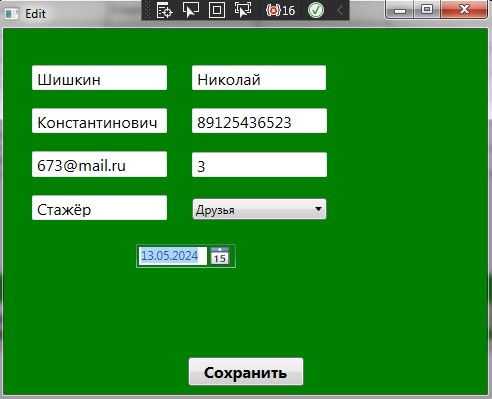 Edit
16
Шишкин
Николай
Константинович
89125436523
673@mail.ru
3
Стажёр
Друзья
13.05.2024
15
Сохранить